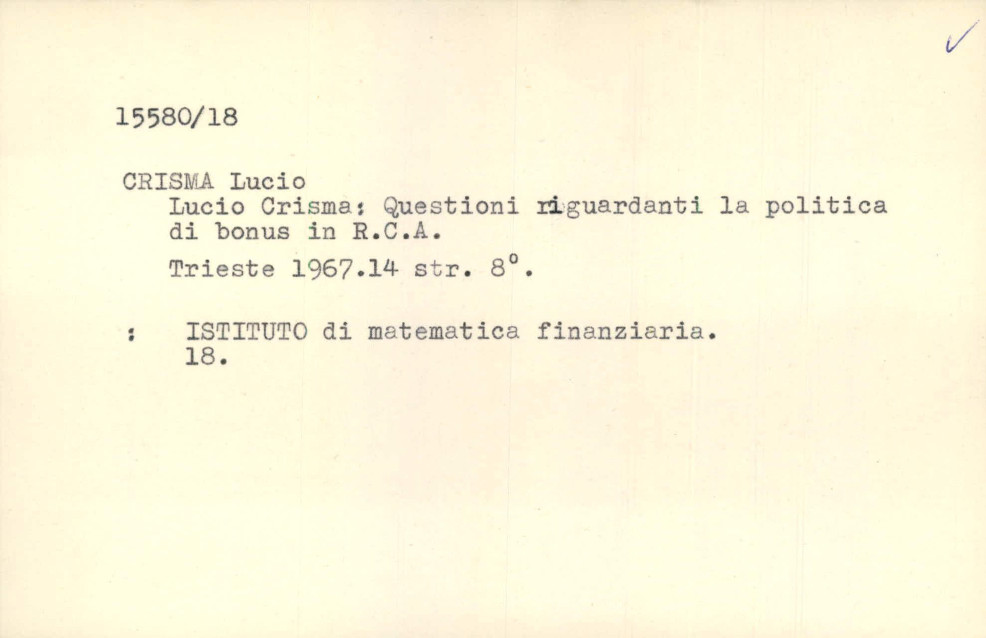 15580/18
CRISMA Lucio
Lucio Crisma: Questioni riguardanti la politica
di bonus in R.C.A.
Trieste 1967.14 str. 8°.
: ISTITUTO di matematica finanziaria.
18.